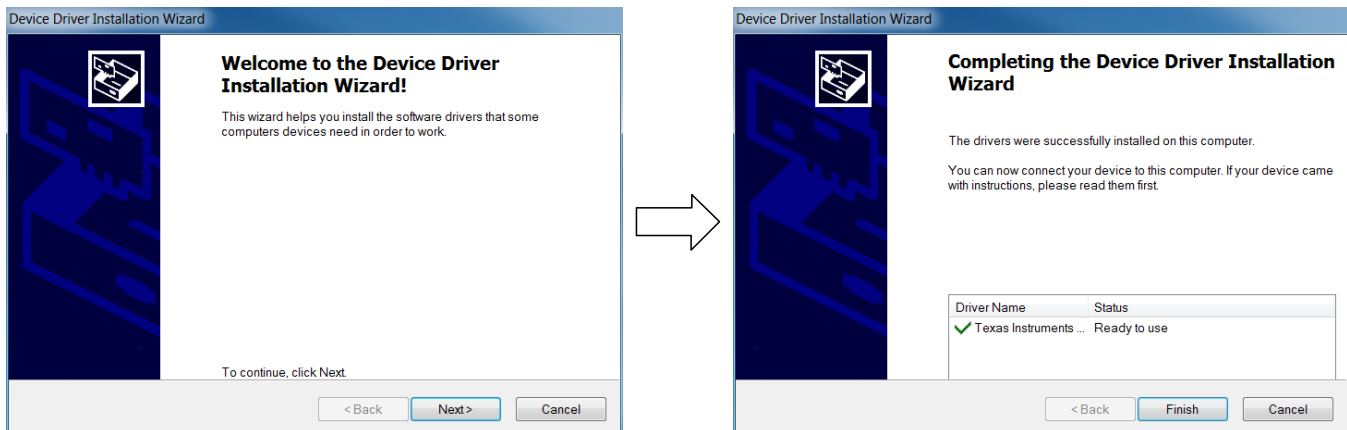 Device Driver Installation Wizard
Welcome to the Device Driver
Installation Wizard!
This wizard helps you install the software drivers that some
computers devices need in order to work.
To continue, click Next.
< Back
Next >
Cancel
Device Driver Installation Wizard
Completing the Device Driver Installation
Wizard
The drivers were successfully installed on this computer.
You can now connect your device to this computer. If your device came
with instructions, please read them first.
Driver Name Status
Texas Instruments ... Ready to use
< Back
Finish
Cancel